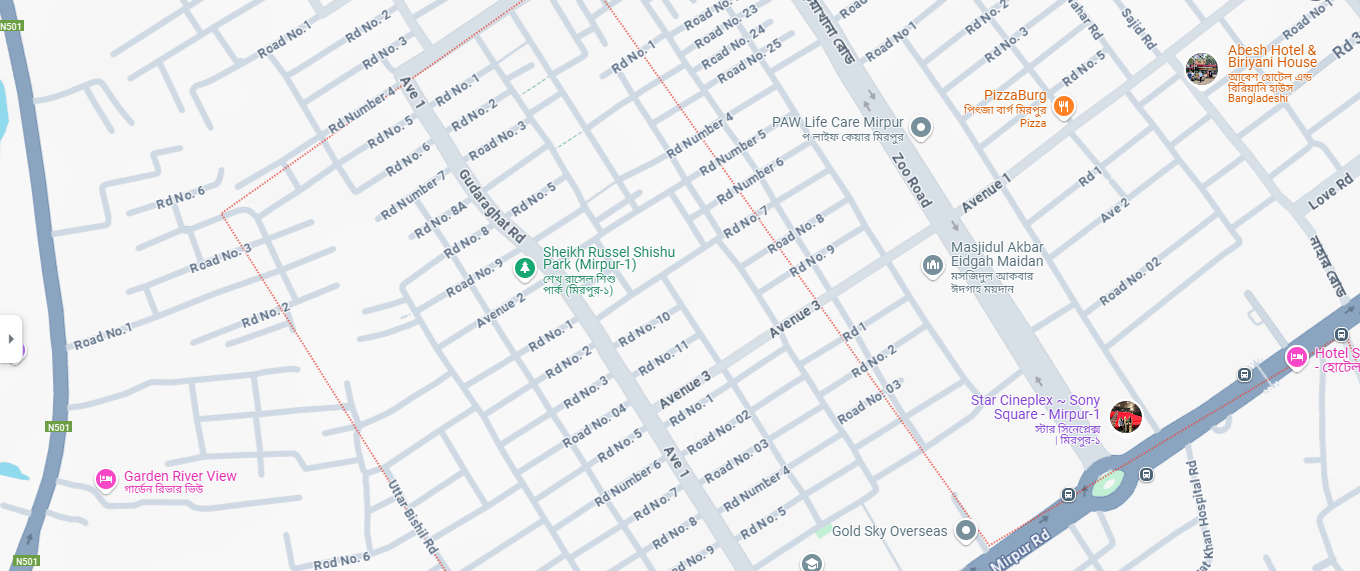 N501
Road No.1
Rd No. 2
Rd No. 3
Ave 1
Rd No.-1
Rd No. 2
Road No. 3
Rd Number 4
Rd No. 5
Rd No. 6
Rd Number 7
Rd No. 8A
Rd No. 8
Road No. 9
Avenue 2
Gudaraghat Rd
Rd No. 5
Rd No. 1
Road No. 23
Road No. 24
Road No. 25
Rd Number 4
Rd Number 5
Rd Number 6
Rd No. 7
Road No. 8
Rd No. 9
Zoo Road
Road No 1
Rd No. 2
Rd No. 3
Rd No. 5
Sajid Rd
Road No
Rd 3
Abesh Hotel &
Biriyani House
আবেশ হোটেল এন্ড
বিরিয়ানি হাউস
Bangladeshi
PizzaBurg
পিৎজা বার্গ মিরপুর
Pizza
PAW Life Care Mirpur
প লাইফ কেয়ার মিরপুর
Avenue 1
Rd 1
Ave 2
Road No. 02
Love Rd
Masjidul Akbar
Eidgah Maidan
মসজিদুল আকবার
ঈদগাহ ময়দান
Rd No. 6
Road No. 3
Rd No. 2
Road No.1
Sheikh Russel Shishu
Park (Mirpur-1)
শেখ রাসেল শিশু
পার্ক (মিরপুর-১)
Rd No. 1
Rd No. 2
Rd No. 3
Road No. 04
Rd No. 5
Rd Number 6
Rd No. 7
Rd No. 8
Rd No. 9
Rd No. 10
Rd No. 11
Avenue 3
Avenue 3
Rd No. 1
Road No. 02
Road No. 03
Rd Number 4
Rd No. 5
Ave 1
Rd 1
Rd No. 2
Road No. 03
Hotel S
- হোটেল
Star Cineplex ~ Sony
Square - Mirpur-1
স্টার সিনেপ্লেক্স
। মিরপুর-১
N501
Garden River View
গার্ডেন রিভার ভিউ
Uttar Bishil Rd
Gold Sky Overseas
Mirpur Rd
Khan Hospital Rd
N501
Rod No. 6